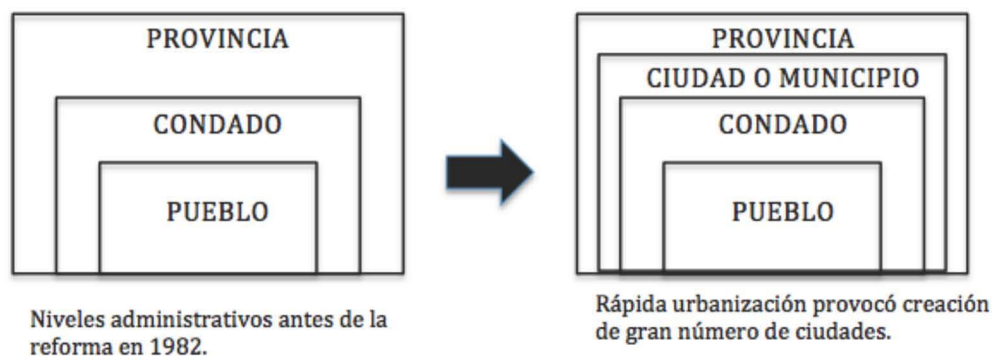 PROVINCIA
CONDADO
PUEBLO
Niveles administrativos antes de la
reforma en 1982.
PROVINCIA
CIUDAD O MUNICIPIO
CONDADO
PUEBLO
Rápida urbanización provocó creación
de gran número de ciudades.